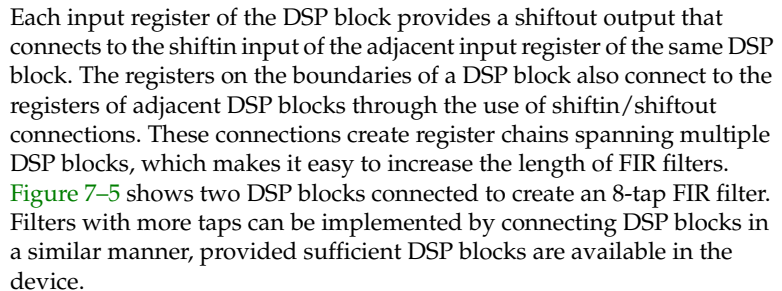 Each input register of the DSP block provides a shiftout output that
connects to the shiftin input of the adjacent input register of the same DSP
block. The registers on the boundaries of a DSP block also connect to the
registers of adjacent DSP blocks through the use of shiftin/shiftout
connections. These connections create register chains spanning multiple
DSP blocks, which makes it easy to increase the length of FIR filters.
Figure 7–5 shows two DSP blocks connected to create an 8-tap FIR filter.
Filters with more taps can be implemented by connecting DSP blocks in
a similar manner, provided sufficient DSP blocks are available in the
device.